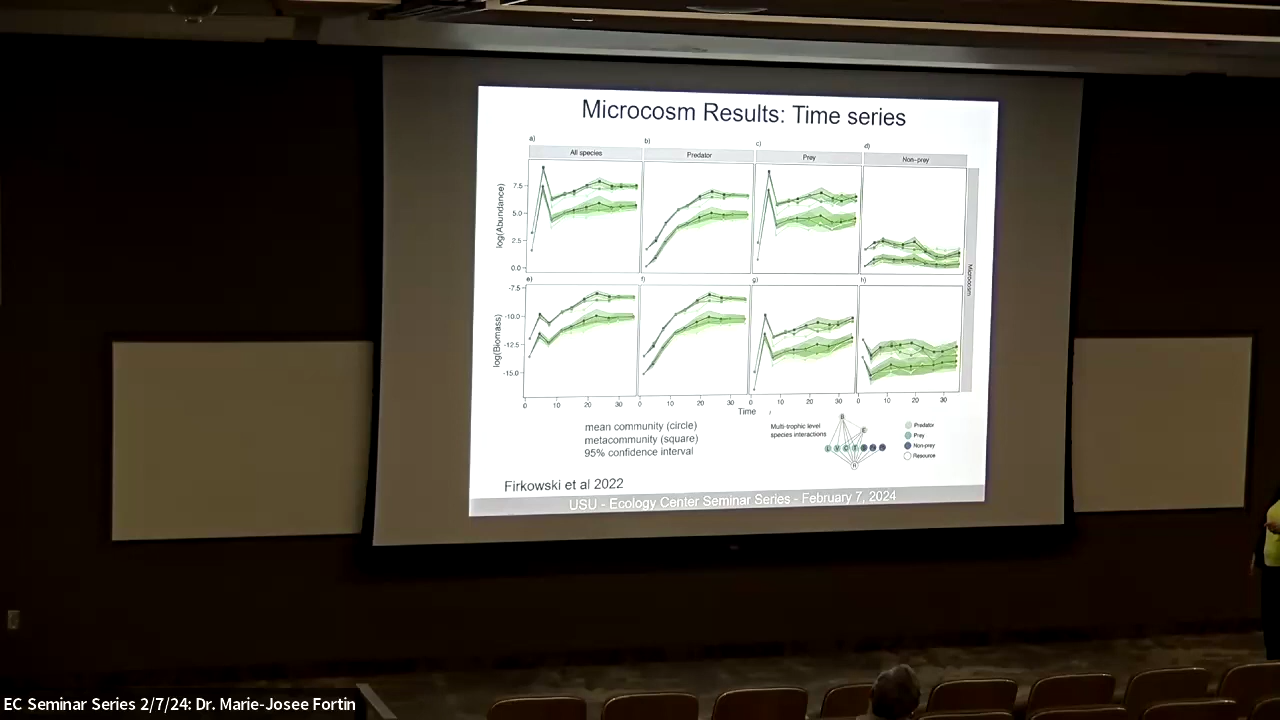 Microcosm Results: Time series
a)
b)
c)
d)
All species
Predator
Prey
Non-prey
log(Abundance)
7.5
5.0
2.5
0.0
Microcosm
e)
f)
g)
h)
log(Biomass)
-7.5
-10.0
-12.5
-15.0
0 10 20 30
0 10 20 30
0 10 20 30
0 10 20 30
Time
mean community (circle)
metacommunity (square)
95% confidence interval
Multi-trophic level
species interactions
Predator
Prey
Non-prey
Resource
Firkowski et al 2022
USU - Ecology Center Seminar Series - February 7, 2024
EC Seminar Series 2/7/24: Dr. Marie-Josee Fortin